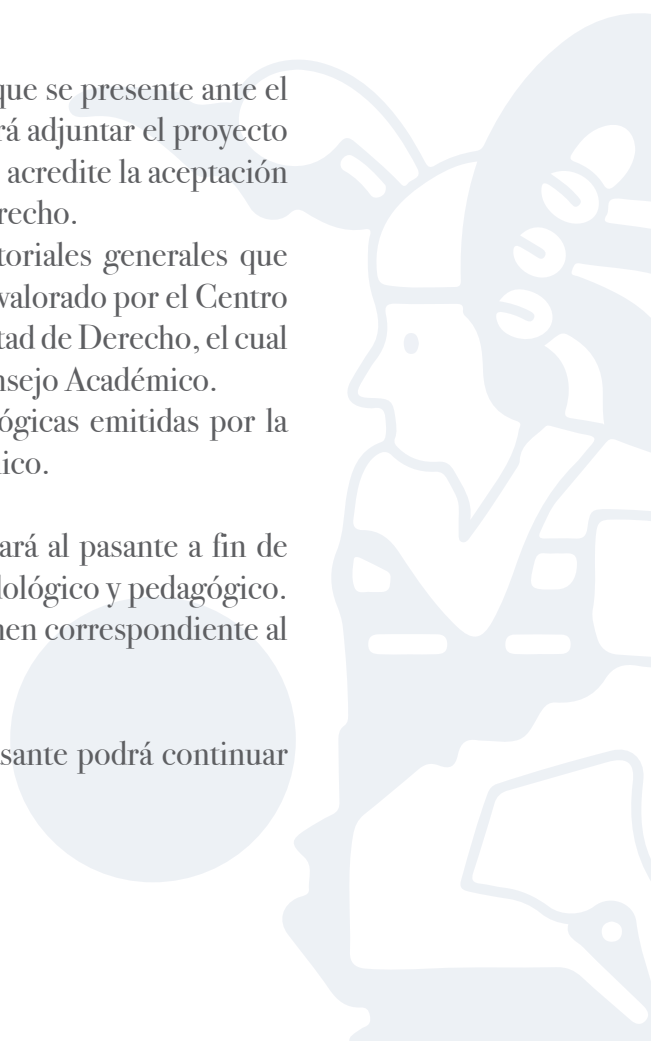 que se presente ante el
rá adjuntar el proyecto
acredite la aceptación
recho.
toriales generales que
valorado por el Centro
tad de Derecho, el cual
nsejo Académico.
ógicas emitidas por la
nico.
ará al pasante a fin de
lológico y pedagógico.
nen correspondiente al
sante podrá continuar